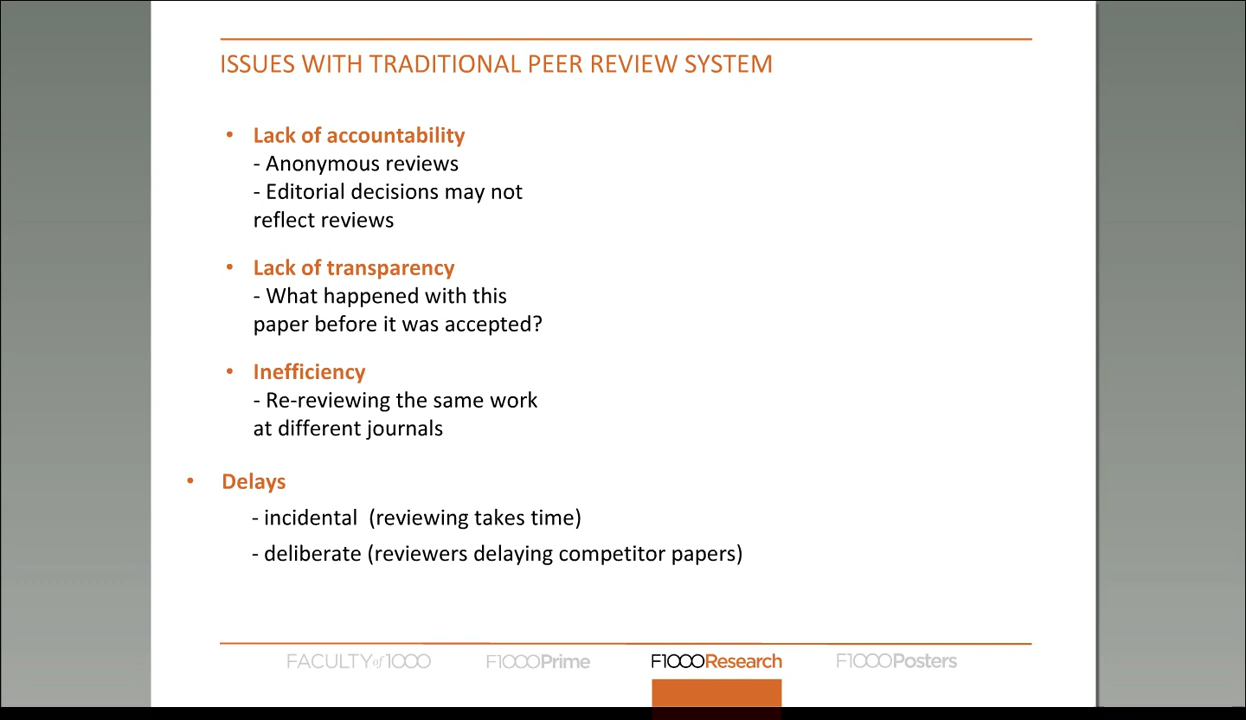 ISSUES WITH TRADITIONAL PEER REVIEW SYSTEM
• Lack of accountability
- Anonymous reviews
- Editorial decisions may not
reflect reviews
• Lack of transparency
- What happened with this
paper before it was accepted?
• Inefficiency
- Re-reviewing the same work
at different journals
• Delays
- incidental  (reviewing takes time)
- deliberate (reviewers delaying competitor papers)
FACULTY of 1000 F1000Prime F1000Research F1000Posters